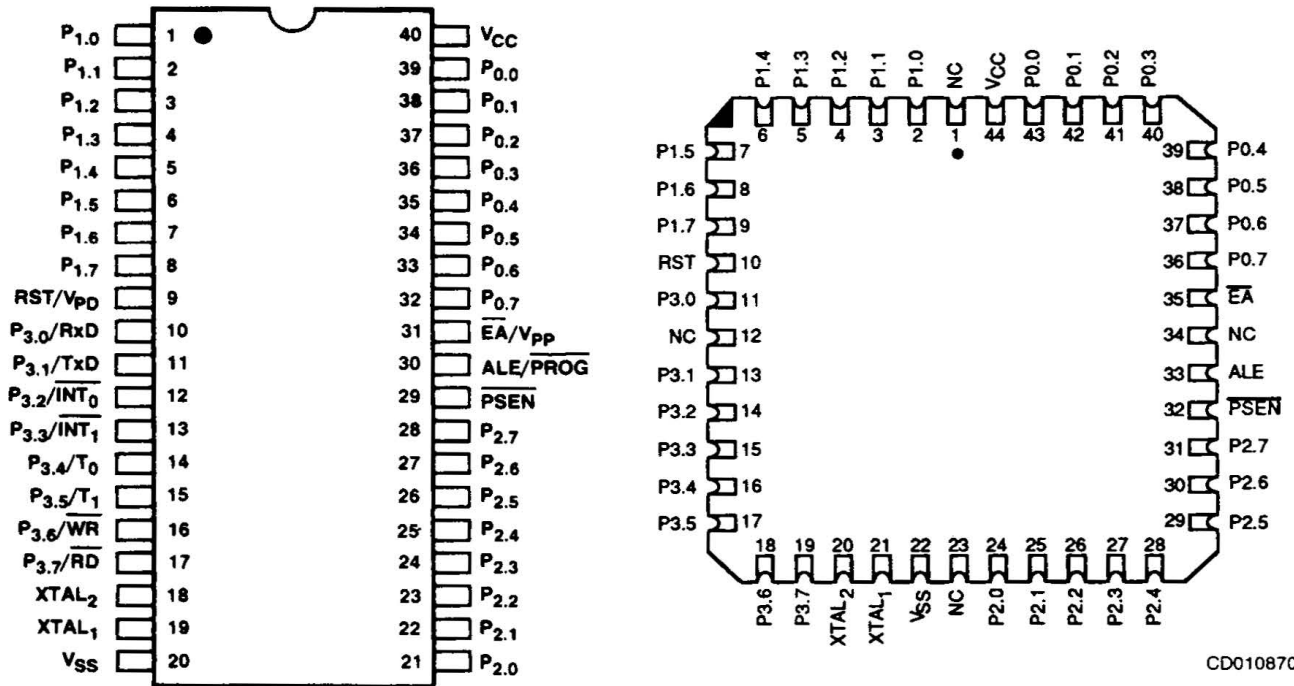 P1.0 1 40 VCC
P1.1 2 39 P0.0
P1.2 3 38 P0.1
P1.3 4 37 P0.2
P1.4 5 36 P0.3
P1.5 6 35 P0.4
P1.6 7 34 P0.5
P1.7 8 33 P0.6
RST/VPD 9 32 P0.7
P3.0/RxD 10 31 E̅A̅/VPP
P3.1/TxD 11 30 ALE/P̅R̅O̅G̅
P3.2/I̅N̅T̅0̅ 12 29 P̅S̅E̅N̅
P3.3/I̅N̅T̅1̅ 13 28 P2.7
P3.4/T0 14 27 P2.6
P3.5/T1 15 26 P2.5
P3.6/W̅R̅ 16 25 P2.4
P3.7/R̅D̅ 17 24 P2.3
XTAL2 18 23 P2.2
XTAL1 19 22 P2.1
VSS 20 21 P2.0
P1.4 P1.3 P1.2 P1.1 P1.0 NC VCC P0.0 P0.1 P0.2 P0.3
6 5 4 3 2 1 44 43 42 41 40
P1.5 7 39 P0.4
P1.6 8 38 P0.5
P1.7 9 37 P0.6
RST 10 36 P0.7
P3.0 11 35 E̅A̅
NC 12 34 NC
P3.1 13 33 ALE
P3.2 14 32 P̅S̅E̅N̅
P3.3 15 31 P2.7
P3.4 16 30 P2.6
P3.5 17 29 P2.5
18 19 20 21 22 23 24 25 26 27 28
P3.6 P3.7 XTAL2 XTAL1 VSS NC P2.0 P2.1 P2.2 P2.3 P2.4
CD010870